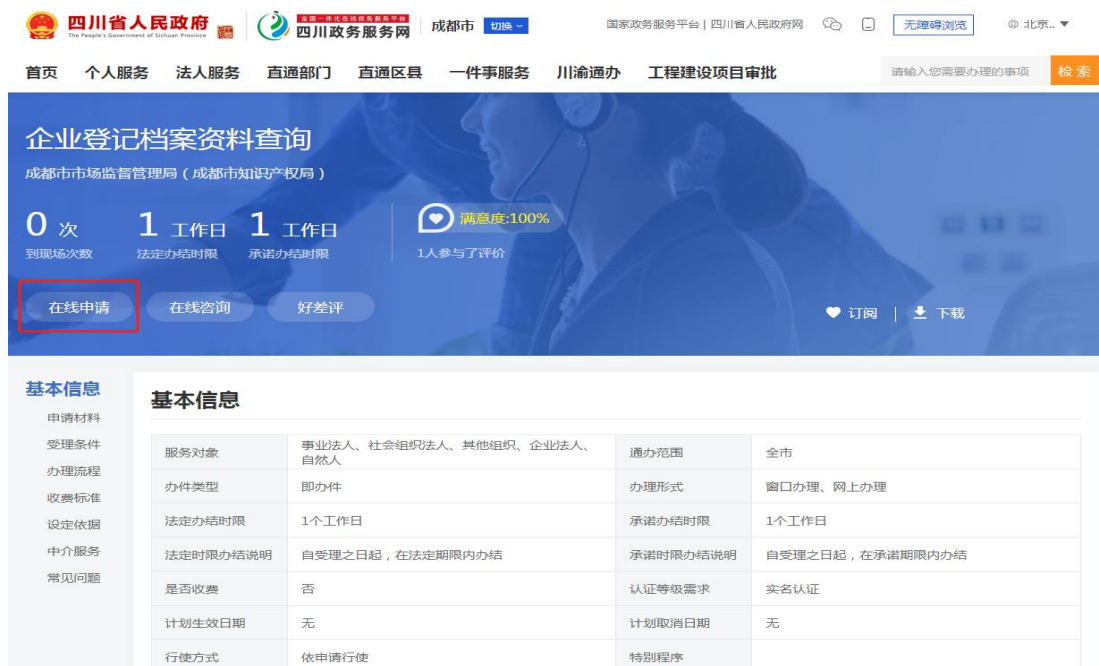 四川省人民政府
The People's Government of Sichuan Province
全国一体化在线政务服务平台
四川政务服务网
成都市 切换
国家政务服务平台 | 四川省人民政府网
无障碍浏览
北京..
首页 个人服务 法人服务 直通部门 直通区县 一件事服务 川渝通办 工程建设项目审批
请输入您需要办理的事项 检索
企业登记档案资料查询
成都市市场监督管理局（成都市知识产权局）
0 次 1 工作日 1 工作日
到现场次数 法定办结时限 承诺办结时限
满意度:100%
1人参与了评价
在线申请 在线咨询 好差评
订阅 | 下载
基本信息
申请材料
受理条件
办理流程
收费标准
设定依据
中介服务
常见问题
基本信息
服务对象 事业法人、社会组织法人、其他组织、企业法人、
自然人
通办范围 全市
办件类型 即办件 办理形式 窗口办理、网上办理
法定办结时限 1个工作日 承诺办结时限 1个工作日
法定时限办结说明 自受理之日起，在法定期限内办结 承诺时限办结说明 自受理之日起，在承诺期限内办结
是否收费 否 认证等级需求 实名认证
计划生效日期 无 计划取消日期 无
行使方式 依申请行使 特别程序